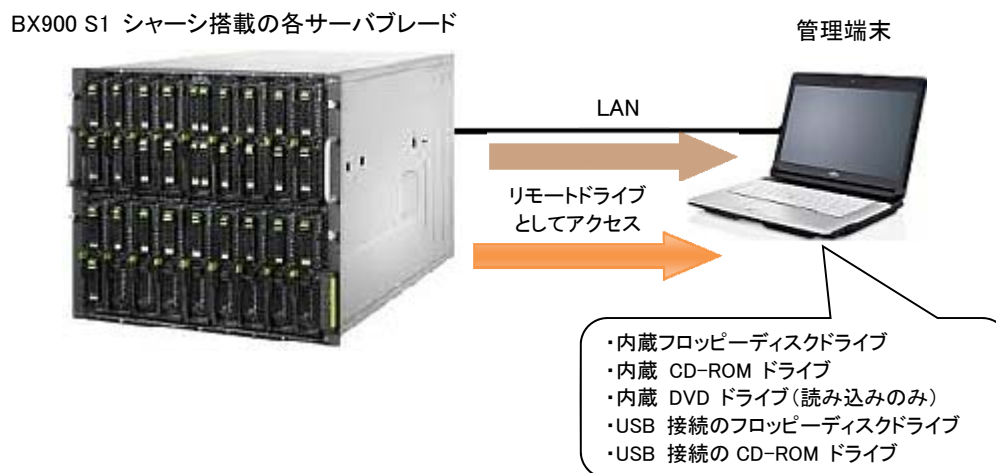 BX900 S1 シャーシ搭載の各サーバブレード
管理端末
LAN
リモートドライブ
としてアクセス
・内蔵フロッピーディスクドライブ
・内蔵 CD-ROM ドライブ
・内蔵 DVD ドライブ(読み込みのみ)
・USB 接続のフロッピーディスクドライブ
・USB 接続の CD-ROM ドライブ